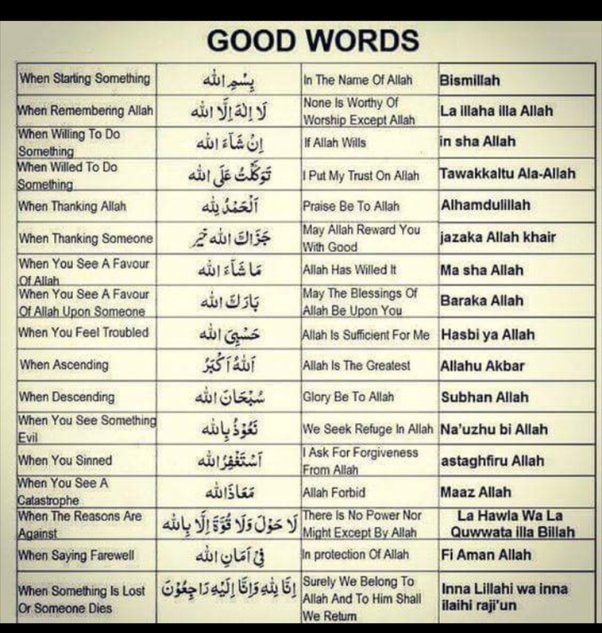 GOOD WORDS
When Starting Something
بِسْمِ الله
In The Name Of Allah
Bismillah
When Remembering Allah
لَا اِلٰهَ اِلَّا الله
None Is Worthy Of
Worship Except Allah
La illaha illa Allah
When Willing To Do
Something
اِنْ شَآءَ الله
If Allah Wills
in sha Allah
When Willed To Do
Something
تَوَكَّلْتُ عَلَى الله
I Put My Trust On Allah
Tawakkaltu Ala-Allah
When Thanking Allah
اَلْحَمْدُ لِله
Praise Be To Allah
Alhamdulillah
When Thanking Someone
جَزَاكَ الله خَيْر
May Allah Reward You
With Good
jazaka Allah khair
When You See A Favour
Of Allah
مَا شَآءَ الله
Allah Has Willed It
Ma sha Allah
When You See A Favour
Of Allah Upon Someone
بَارَكَ الله
May The Blessings Of
Allah Be Upon You
Baraka Allah
When You Feel Troubled
حَسْبِىَ الله
Allah Is Sufficient For Me
Hasbi ya Allah
When Ascending
اَللهُ اَكْبَرُ
Allah Is The Greatest
Allahu Akbar
When Descending
سُبْحَانَ الله
Glory Be To Allah
Subhan Allah
When You See Something
Evil
نَعُوْذُ بِالله
We Seek Refuge In Allah
Na'uzhu bi Allah
When You Sinned
اَسْتَغْفِرُ الله
I Ask For Forgiveness
From Allah
astaghfiru Allah
When You See A
Catastrophe
مَعَاذَ الله
Allah Forbid
Maaz Allah
When The Reasons Are
Against
لَا حَوْلَ وَلَا قُوَّةَ اِلَّا بِالله
There Is No Power Nor
Might Except By Allah
La Hawla Wa La
Quwwata illa Billah
When Saying Farewell
فِىْ اَمَانِ الله
In protection Of Allah
Fi Aman Allah
When Something Is Lost
Or Someone Dies
اِنَّا لِلّٰهِ وَاِنَّا اِلَيْهِ رَاجِعُوْنَ
Surely We Belong To
Allah And To Him Shall
We Return
Inna Lillahi wa inna
ilaihi raji'un